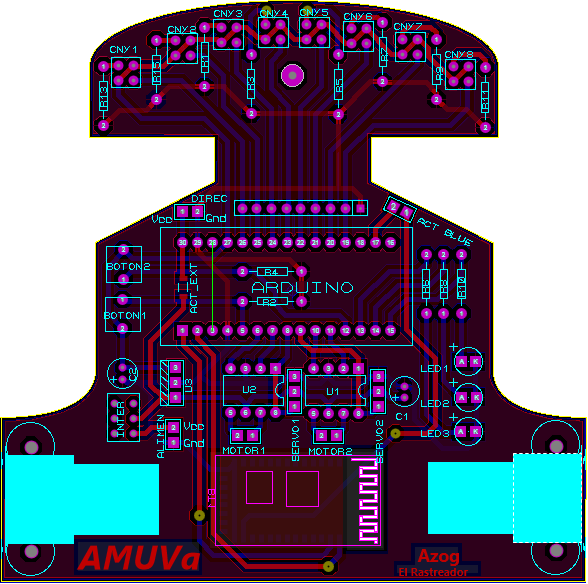 CNY1
CNY2
CNY3
CNY4
CNY5
CNY6
CNY7
CNY8
R13
R15
R1
R3
R5
R7
R9
R11
DIREC
VDD
Gnd
ACT BLUE
30 29 28 27 26 25 24 23 22 21 20 19 18 17 16
BOTON2
ACT_EXT
R4
ARDUINO
R2
R6
R8
R10
BOTON1
1 2 3 4 5 6 7 8 9 10 11 12 13 14 15
C2
U3
U2
U1
C1
LED1
LED2
LED3
INTER
ALIMEN
VDD
Gnd
SERVO1
SERVO2
MOTOR1
MOTOR2
AMUVa
Azog
El Rastreador